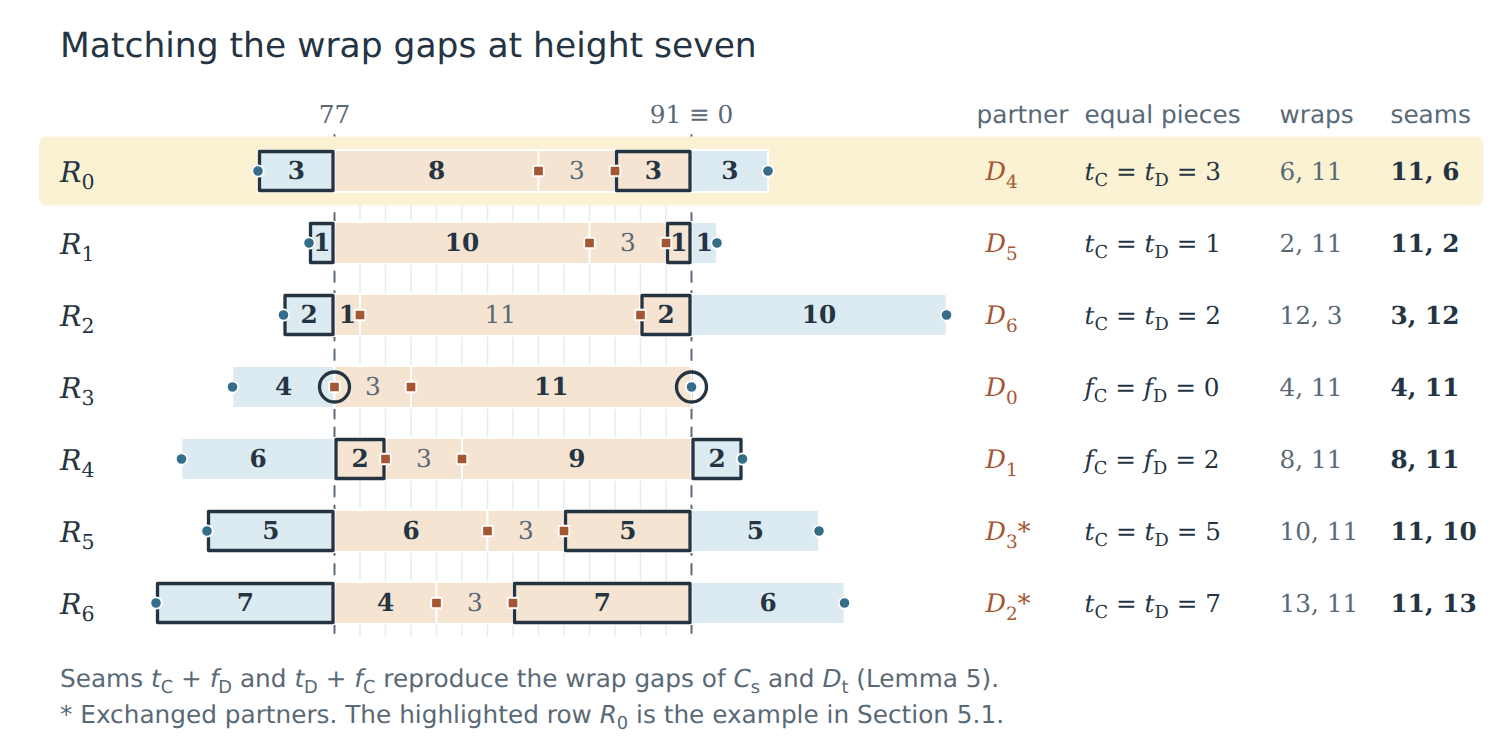 Matching the wrap gaps at height seven
77 91 ≡ 0 partner equal pieces wraps seams
R0 3 8 3 3 3 D4 tC = tD = 3 6, 11 11, 6
R1 1 10 3 1 1 D5 tC = tD = 1 2, 11 11, 2
R2 2 1 11 2 10 D6 tC = tD = 2 12, 3 3, 12
R3 4 3 11 D0 fC = fD = 0 4, 11 4, 11
R4 6 2 3 9 2 D1 fC = fD = 2 8, 11 8, 11
R5 5 6 3 5 5 D3* tC = tD = 5 10, 11 11, 10
R6 7 4 3 7 6 D2* tC = tD = 7 13, 11 11, 13
Seams tC + fD and tD + fC reproduce the wrap gaps of Cs and Dt (Lemma 5).
* Exchanged partners. The highlighted row R0 is the example in Section 5.1.